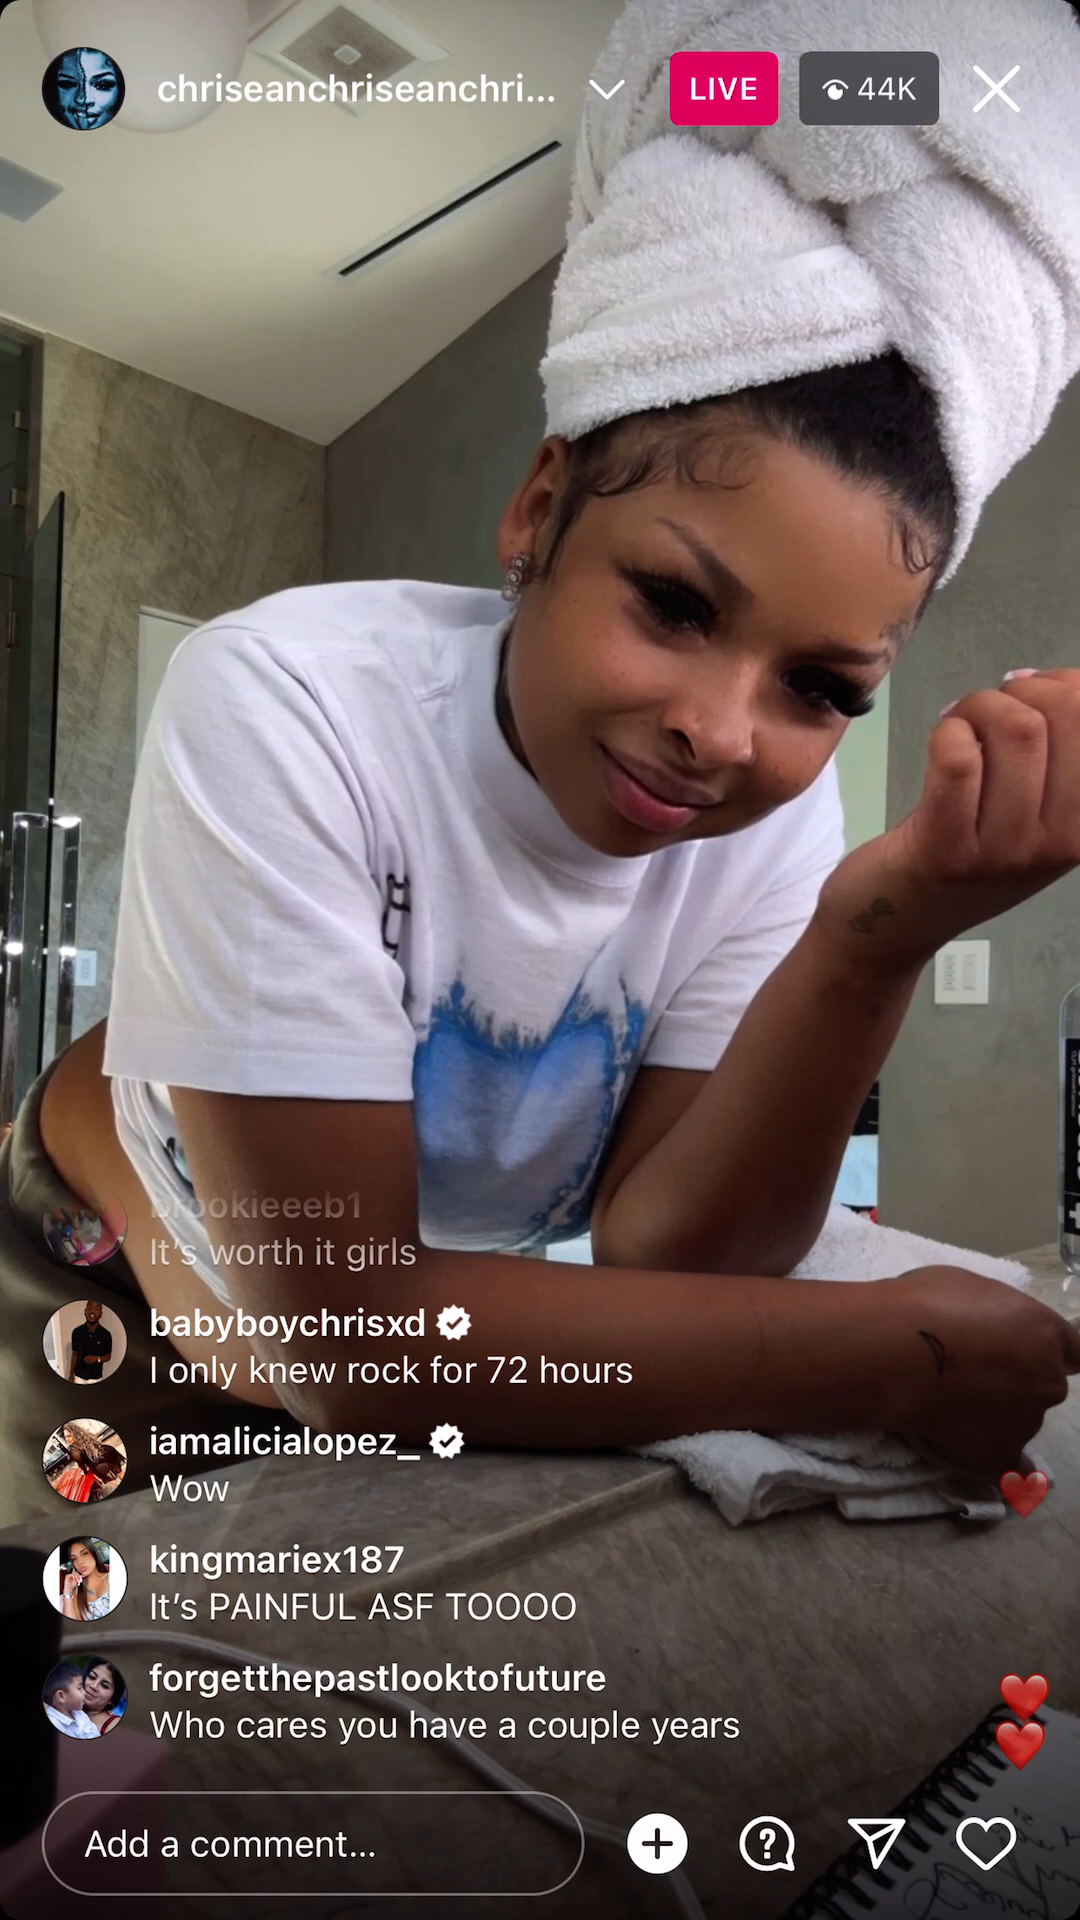 chriseanchriseanchri...
LIVE
44K
brookieeeb1
It's worth it girls
babyboychrisxd
I only knew rock for 72 hours
iamalicialopez_
Wow
kingmariex187
It's PAINFUL ASF TOOOO
forgetthepastlooktofuture
Who cares you have a couple years
Add a comment...